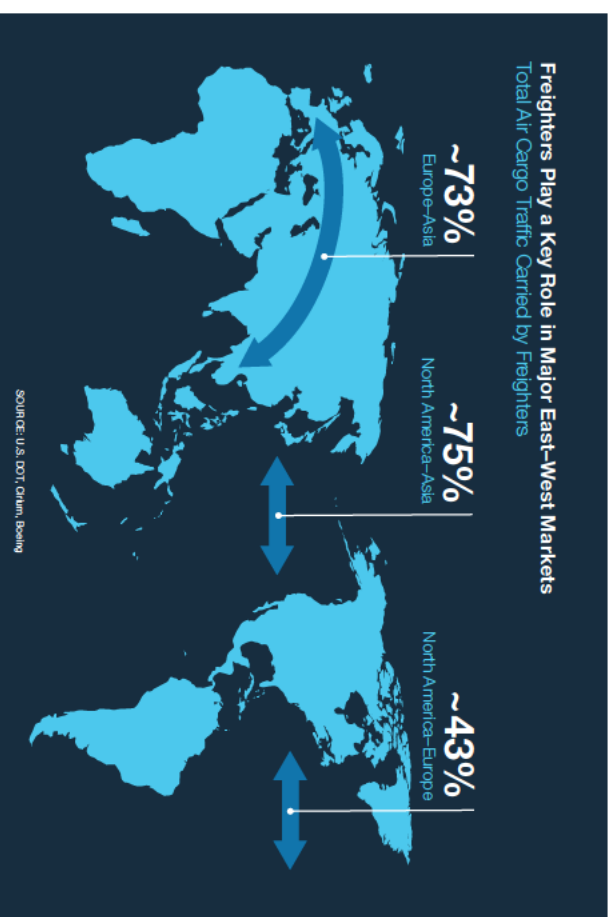 Freighters Play a Key Role in Major East–West Markets
Total Air Cargo Traffic Carried by Freighters
~73%
Europe–Asia
~75%
North America–Asia
~43%
North America–Europe
SOURCE: U.S. DOT, Cirium, Boeing